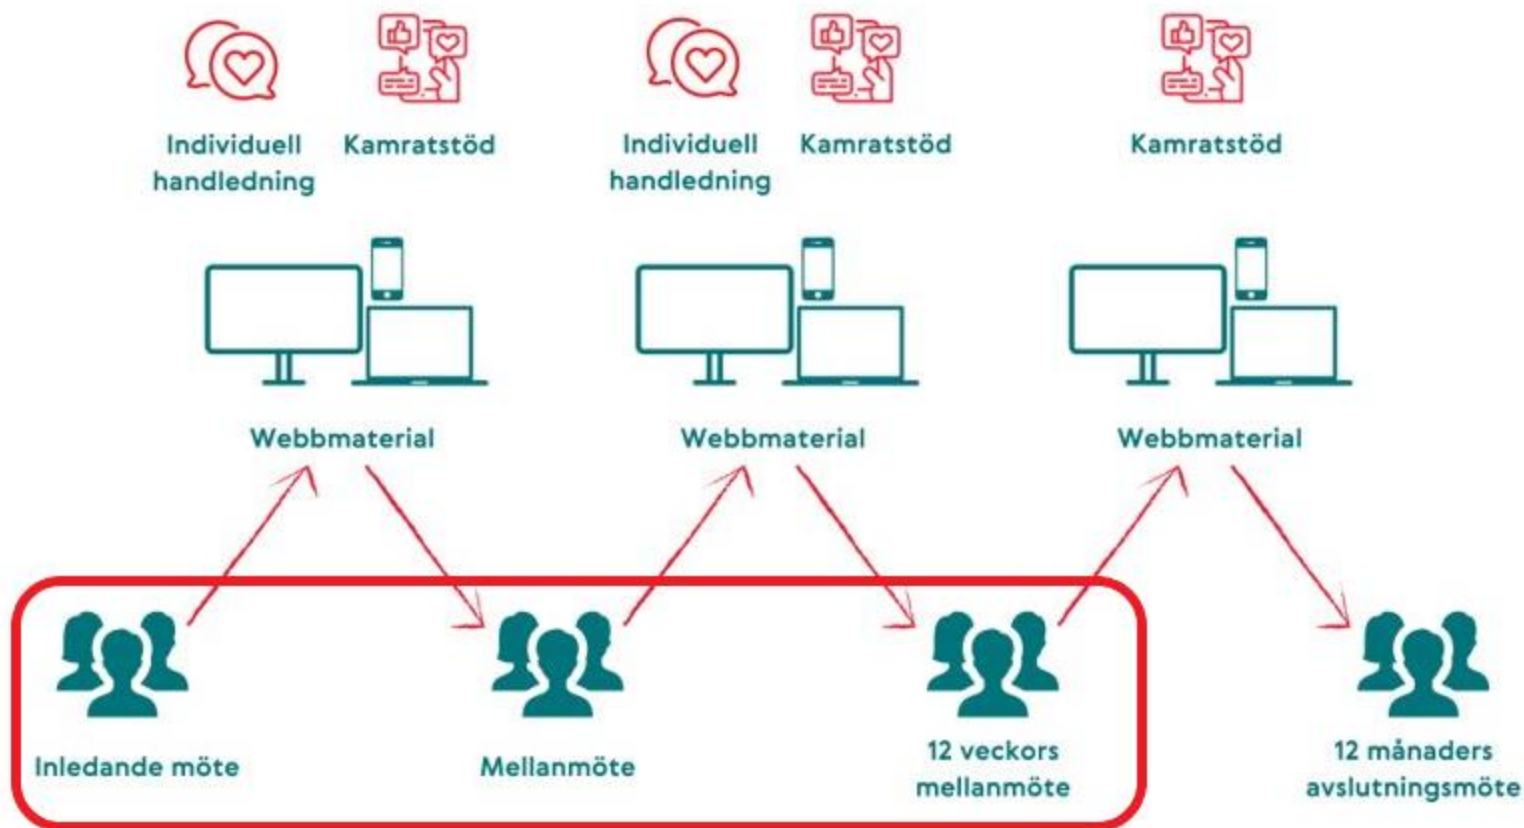 Individuell
handledning
Kamratstöd
Individuell
handledning
Kamratstöd
Kamratstöd
Webbmaterial
Webbmaterial
Webbmaterial
Inledande möte
Mellanmöte
12 veckors
mellanmöte
12 månaders
avslutningsmöte